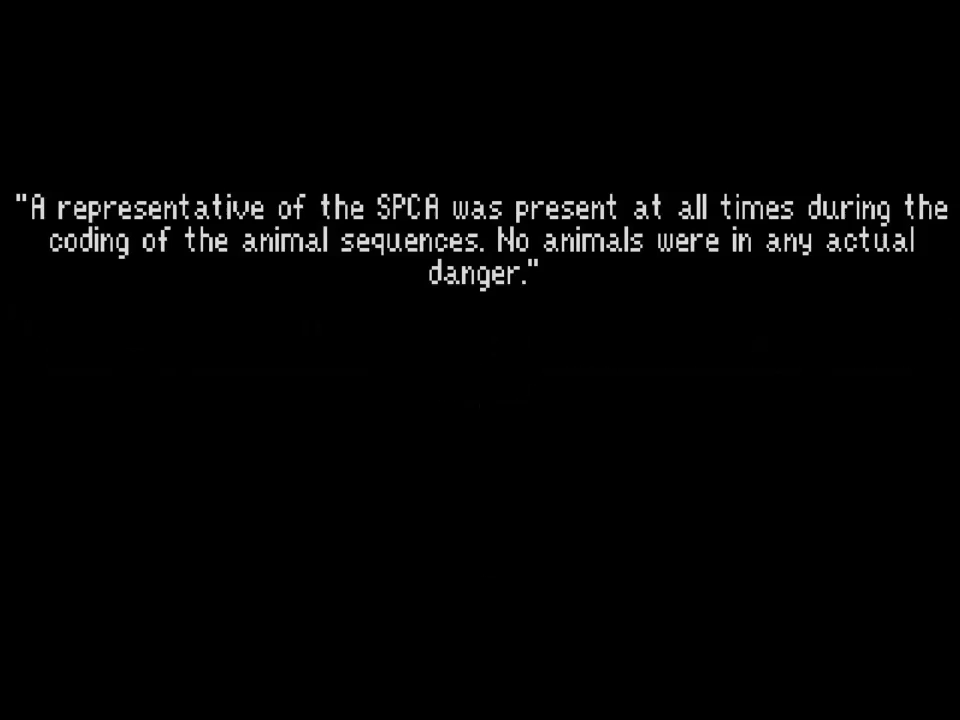 "A representative of the SPCA was present at all times during the
coding of the animal sequences. No animals were in any actual
danger."